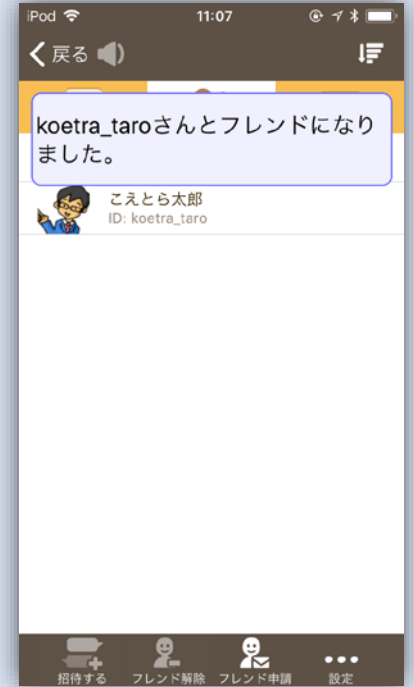 iPod 11:07
戻る
koetra_taroさんとフレンドになり
ました。
こえとら太郎
ID: koetra_taro
招待する フレンド解除 フレンド申請 設定